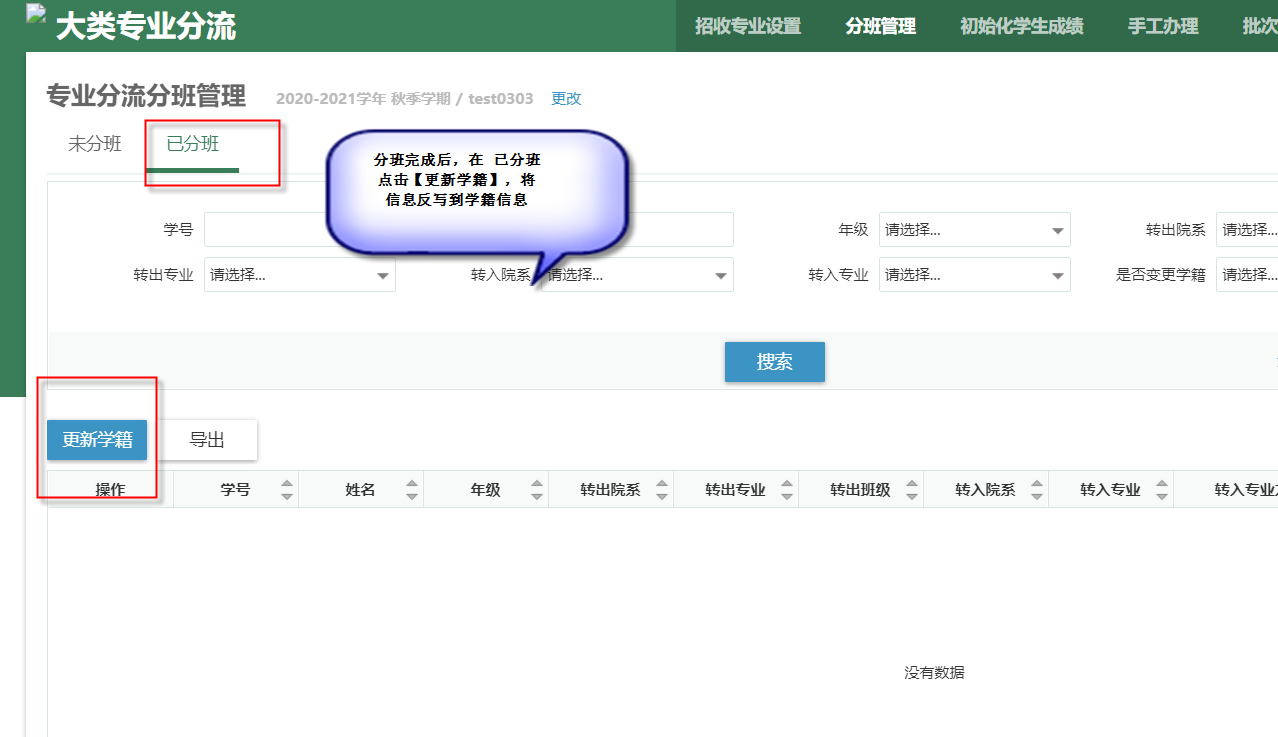 大类专业分流
招收专业设置 分班管理 初始化学生成绩 手工办理 批次
专业分流分班管理 2020-2021学年 秋季学期 / test0303 更改
未分班 已分班
分班完成后，在 已分班
点击【更新学籍】，将
信息反写到学籍信息
学号 年级 请选择... 转出院系 请选择...
转出专业 请选择... 转入院系 请选择... 转入专业 请选择... 是否变更学籍 请选择...
搜索
更新学籍 导出
操作 学号 姓名 年级 转出院系 转出专业 转出班级 转入院系 转入专业 转入专业
没有数据